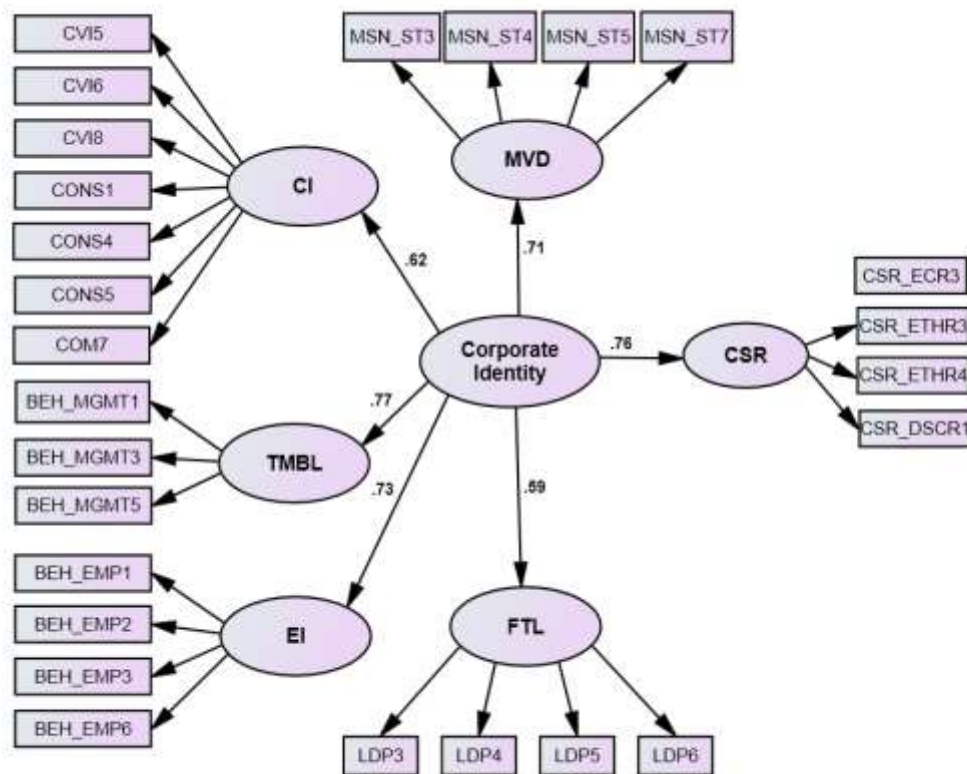 CVI5
CVI6
CVI8
CONS1
CONS4
CONS5
COM7
CI
MSN_ST3
MSN_ST4
MSN_ST5
MSN_ST7
MVD
.62
.71
Corporate
Identity
.76
CSR
CSR_ECR3
CSR_ETHR3
CSR_ETHR4
CSR_DSCR1
.77
BEH_MGMT1
BEH_MGMT3
BEH_MGMT5
TMBL
.73
.59
BEH_EMP1
BEH_EMP2
BEH_EMP3
BEH_EMP6
EI
FTL
LDP3
LDP4
LDP5
LDP6